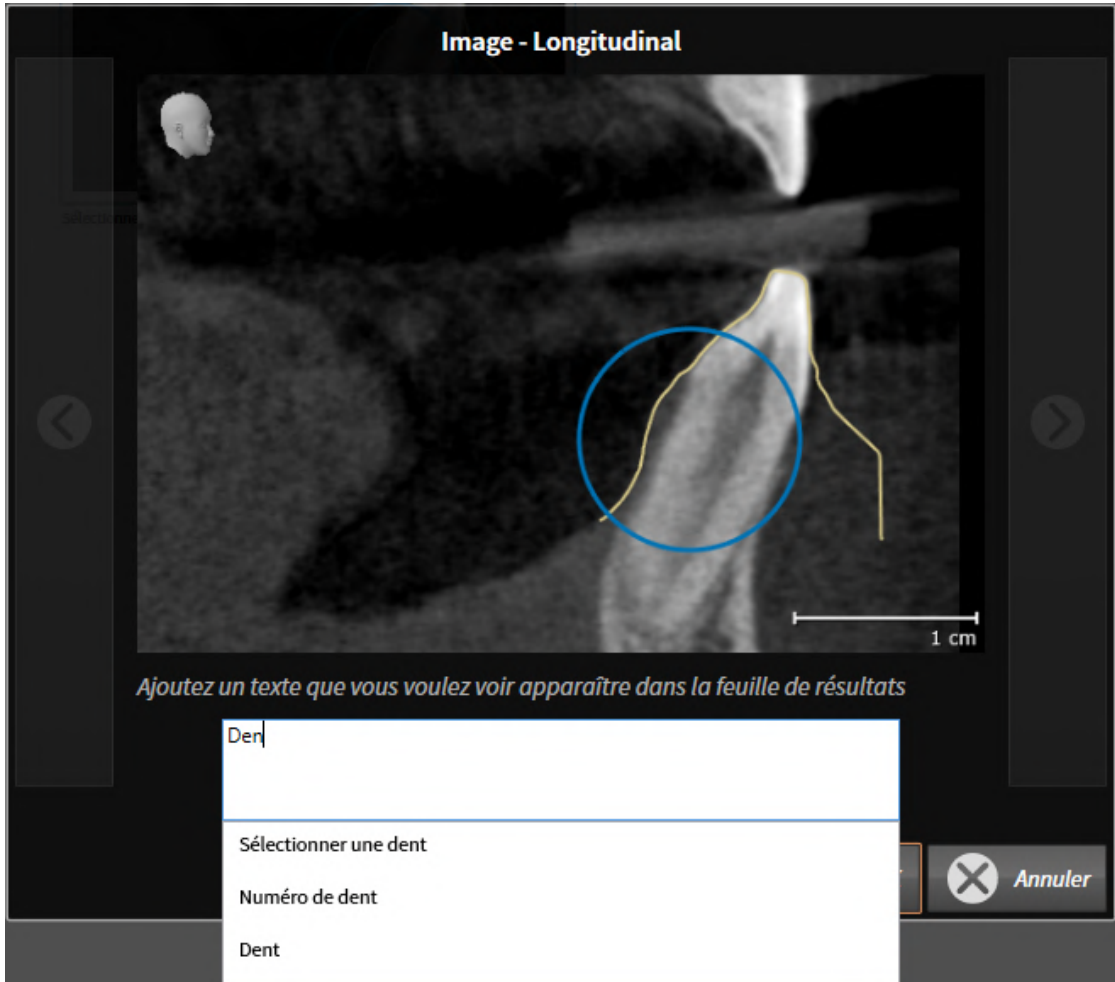 Image - Longitudinal
1 cm
Ajoutez un texte que vous voulez voir apparaître dans la feuille de résultats
Den
Sélectionner une dent
Annuler
Numéro de dent
Dent